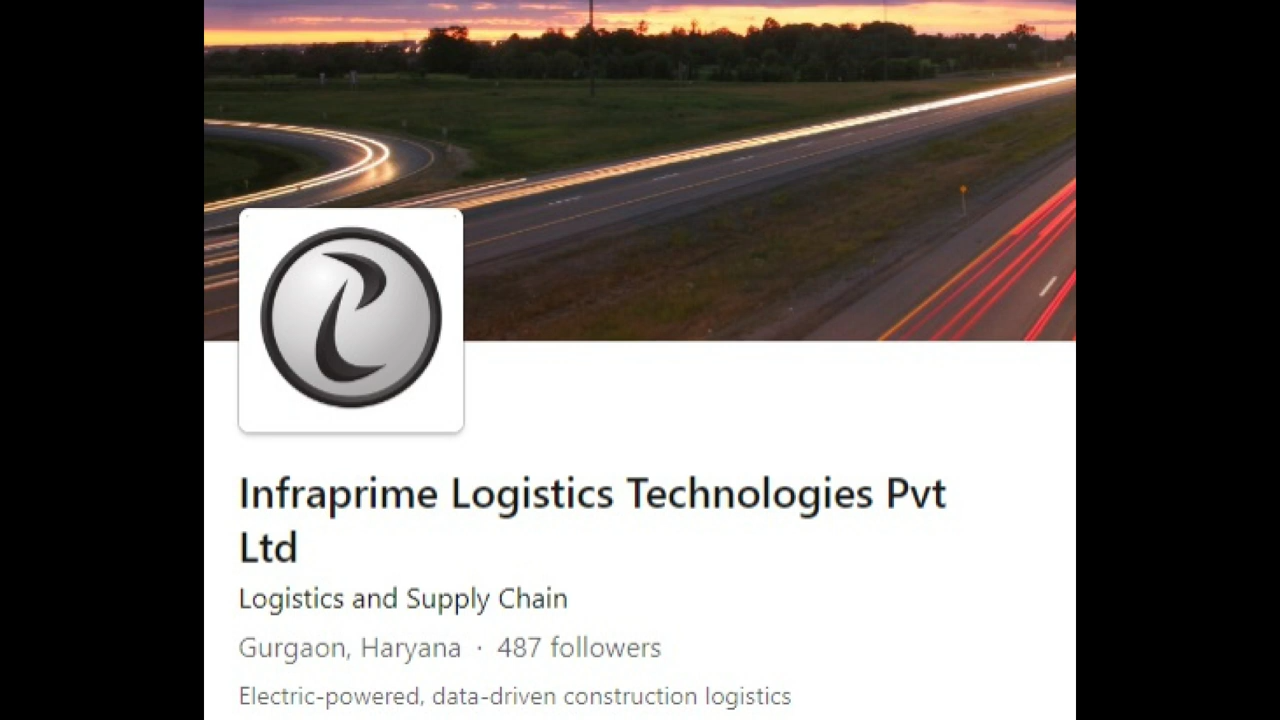 Infraprime Logistics Technologies Pvt
Ltd
Logistics and Supply Chain
Gurgaon, Haryana · 487 followers
Electric-powered, data-driven construction logistics